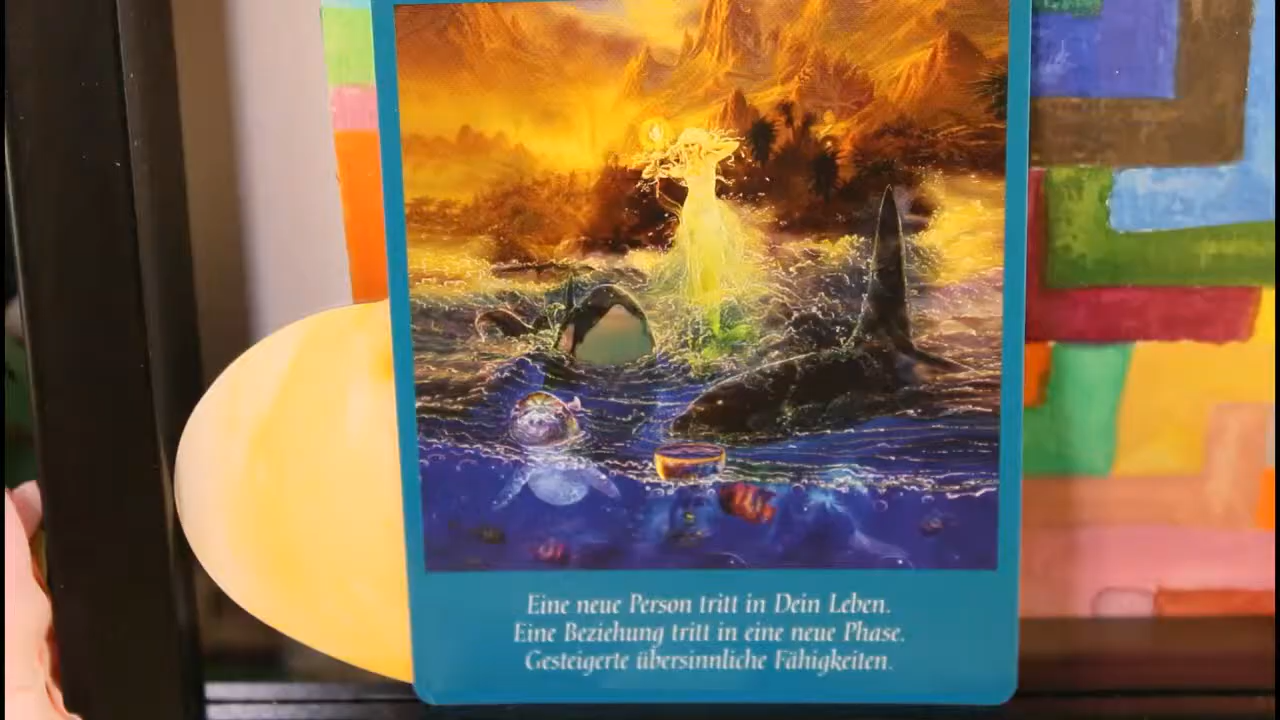 Eine neue Person tritt in Dein Leben.
Eine Beziehung tritt in eine neue Phase.
Gesteigerte übersinnliche Fähigkeiten.